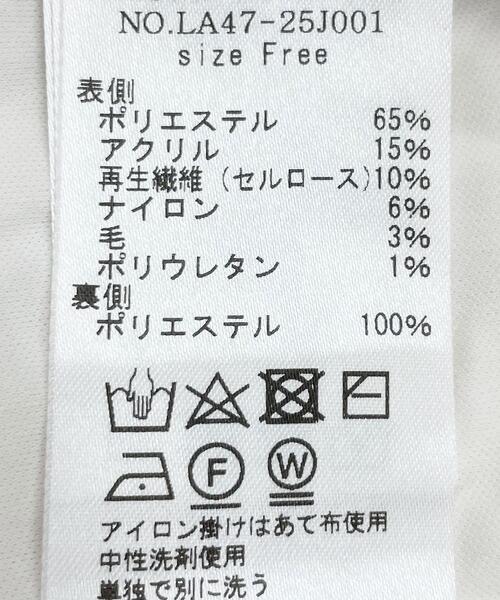 NO.LA47-25J001
size Free
表側
ポリエステル 65%
アクリル 15%
再生繊維(セルロース)10%
ナイロン 6%
毛 3%
ポリウレタン 1%
裏側
ポリエステル 100%
F W
アイロン掛けはあて布使用
中性洗剤使用
単独で別に洗う